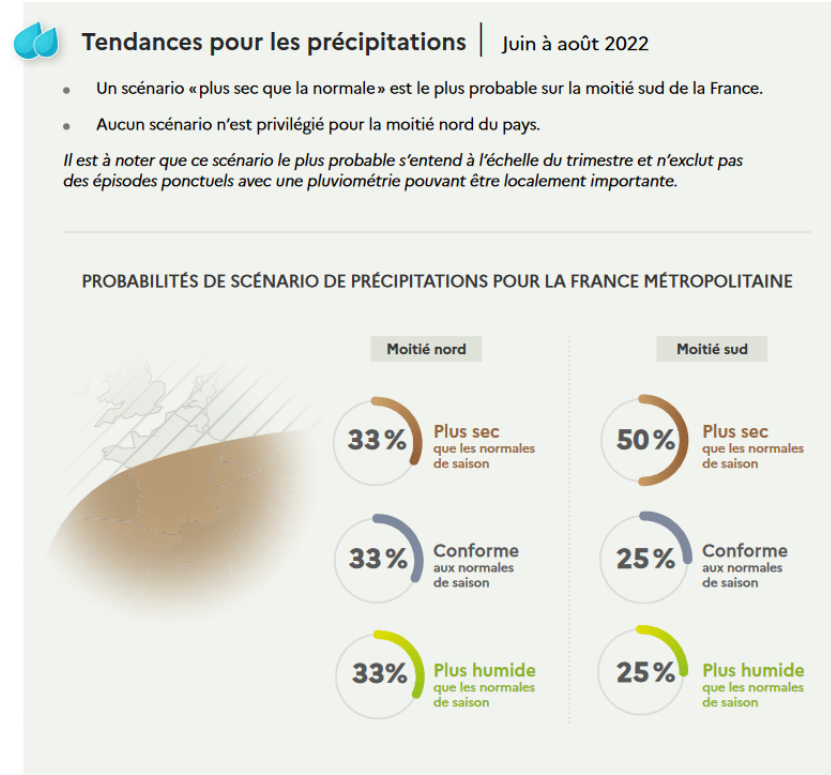 Tendances pour les précipitations | Juin à août 2022
• Un scénario «plus sec que la normale» est le plus probable sur la moitié sud de la France.
• Aucun scénario n'est privilégié pour la moitié nord du pays.
Il est à noter que ce scénario le plus probable s'entend à l'échelle du trimestre et n'exclut pas
des épisodes ponctuels avec une pluviométrie pouvant être localement importante.
PROBABILITÉS DE SCÉNARIO DE PRÉCIPITATIONS POUR LA FRANCE MÉTROPOLITAINE
Moitié nord
33%
Plus sec
que les normales
de saison
33%
Conforme
aux normales
de saison
33%
Plus humide
que les normales
de saison
Moitié sud
50%
Plus sec
que les normales
de saison
25%
Conforme
aux normales
de saison
25%
Plus humide
que les normales
de saison